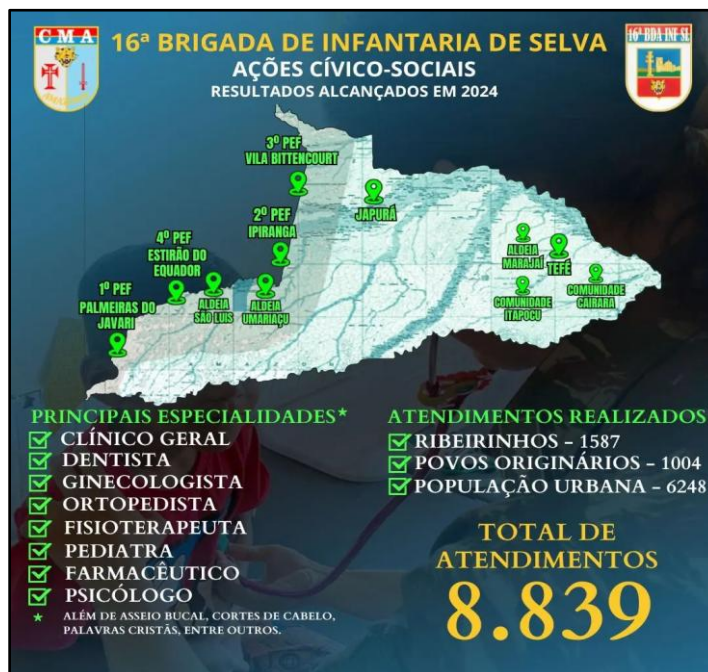 CMA
16ª BRIGADA DE INFANTARIA DE SELVA
AÇÕES CÍVICO-SOCIAIS
RESULTADOS ALCANÇADOS EM 2024
16ª BDA INF SL
AMAZÔNIA
3º PEF
VILA BITTENCOURT
JAPURÁ
2º PEF
IPIRANGA
4º PEF
ESTIRÃO DO
EQUADOR
1º PEF
PALMEIRAS DO
JAVARI
ALDEIA
SÃO LUIS
ALDEIA
UMARIAÇU
ALDEIA
MARAJAÍ
TEFÉ
COMUNIDADE
ITAPOCU
COMUNIDADE
CAIRARA
PRINCIPAIS ESPECIALIDADES*
CLÍNICO GERAL
DENTISTA
GINECOLOGISTA
ORTOPEDISTA
FISIOTERAPEUTA
PEDIATRA
FARMACÊUTICO
PSICÓLOGO
* ALÉM DE ASSEIO BUCAL, CORTES DE CABELO,
PALAVRAS CRISTÃS, ENTRE OUTROS.
ATENDIMENTOS REALIZADOS
RIBEIRINHOS – 1587
POVOS ORIGINÁRIOS – 1004
POPULAÇÃO URBANA – 6248
TOTAL DE
ATENDIMENTOS
8.839